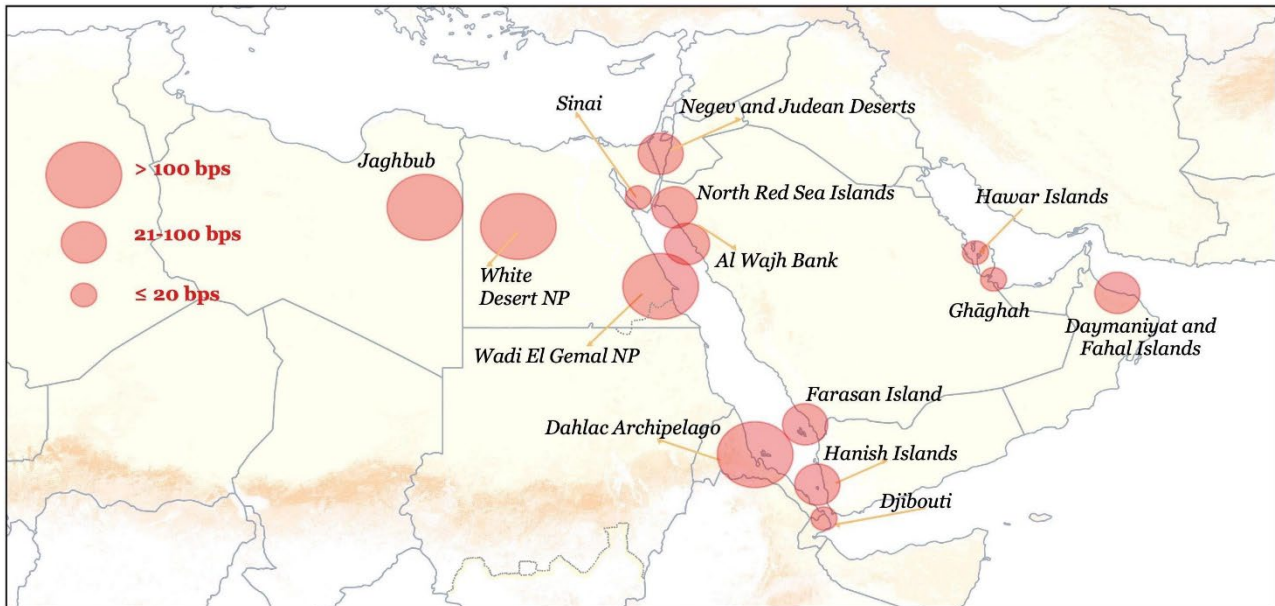 Sinai
Negev and Judean Deserts
Jaghbub
> 100 bps
North Red Sea Islands
Hawar Islands
21-100 bps
Al Wajh Bank
White
Desert NP
≤ 20 bps
Ghāghah
Daymaniyat and
Fahal Islands
Wadi El Gemal NP
Farasan Island
Dahlac Archipelago
Hanish Islands
Djibouti